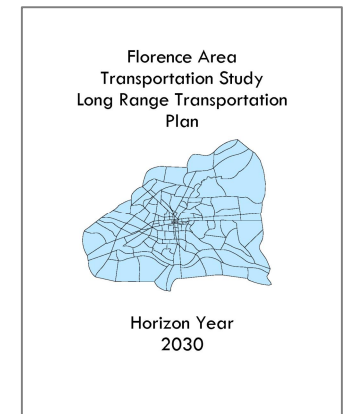 Florence Area
Transportation Study
Long Range Transportation
Plan
Horizon Year
2030